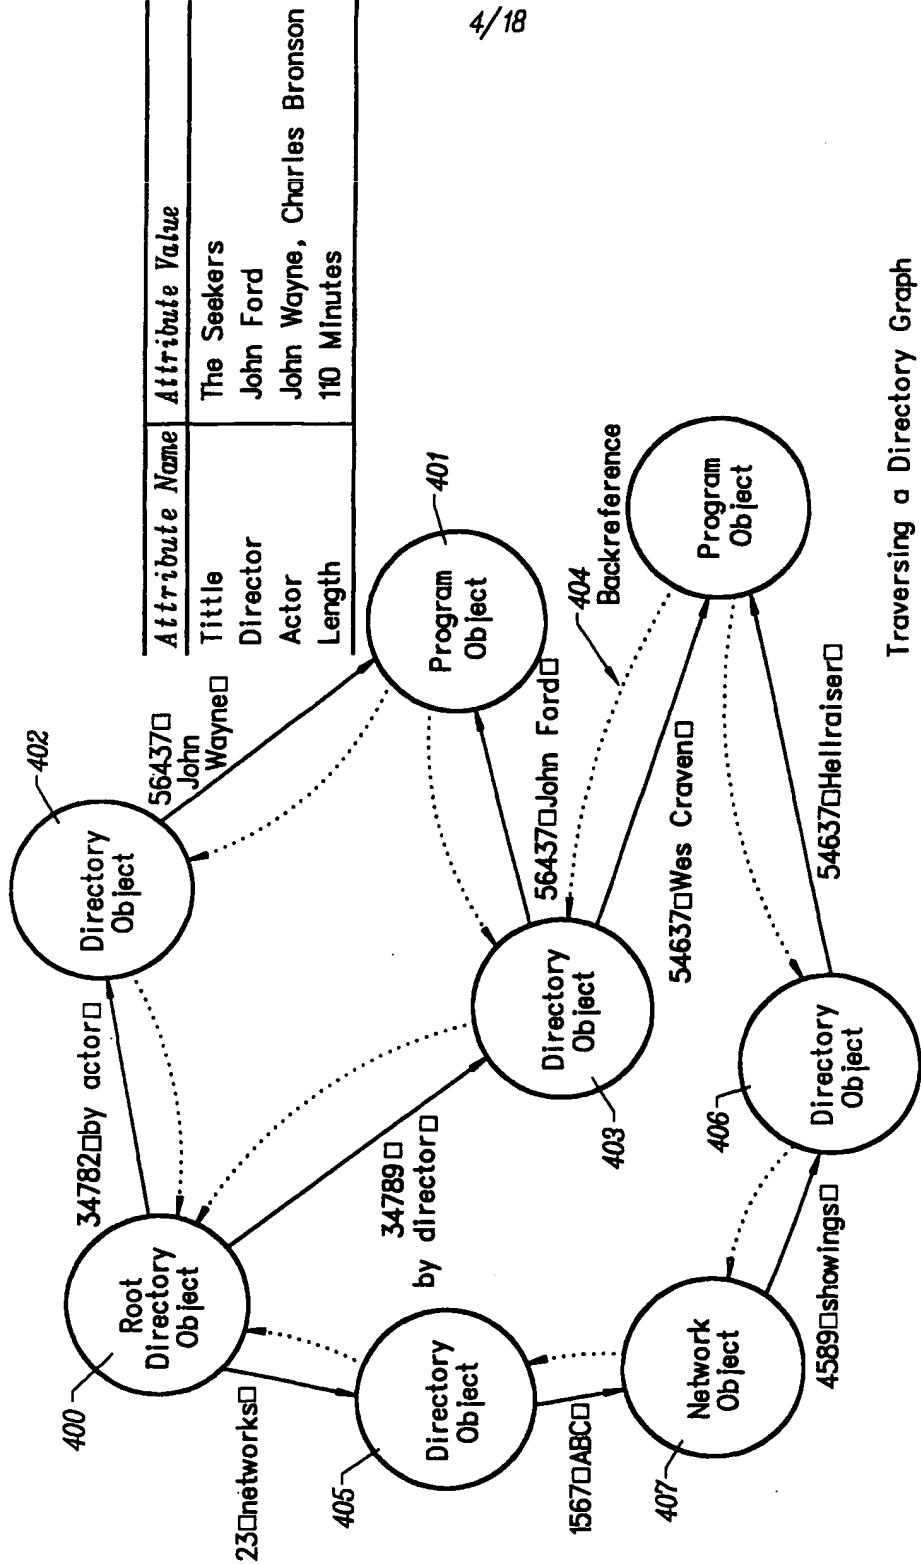 4/18
Attribute Name Attribute Value
Tittle The Seekers
Director John Ford
Actor John Wayne, Charles Bronson
Length 110 Minutes
402
Directory
Object
56437□
John
Wayne□
401
Program
Object
34782□by actor□
400
Root
Directory
Object
34789□
by director□
403
Directory
Object
56437□John Ford□
404
Backreference
54637□Wes Craven□
Program
Object
23□networks□
405
Directory
Object
1567□ABC□
407
Network
Object
4589□showings□
406
Directory
Object
54637□Hellraiser□
Traversing a Directory Graph